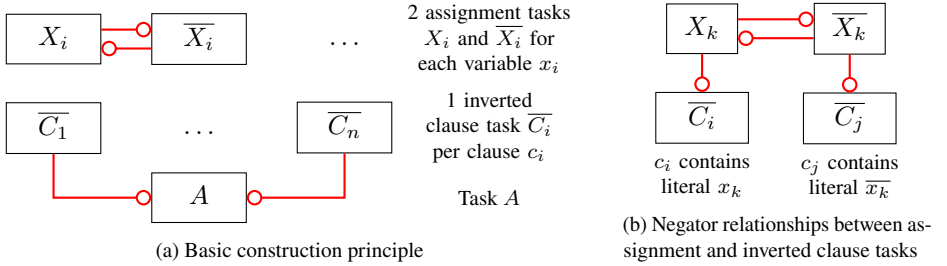 X_i
\overline{X_i}
...
2 assignment tasks
X_i and \overline{X_i} for
each variable x_i
\overline{C_1}
...
\overline{C_n}
1 inverted
clause task \overline{C_i}
per clause c_i
A
Task A
(a) Basic construction principle
X_k
\overline{X_k}
\overline{C_i}
\overline{C_j}
c_i contains
literal x_k
c_j contains
literal \overline{x_k}
(b) Negator relationships between as-
signment and inverted clause tasks